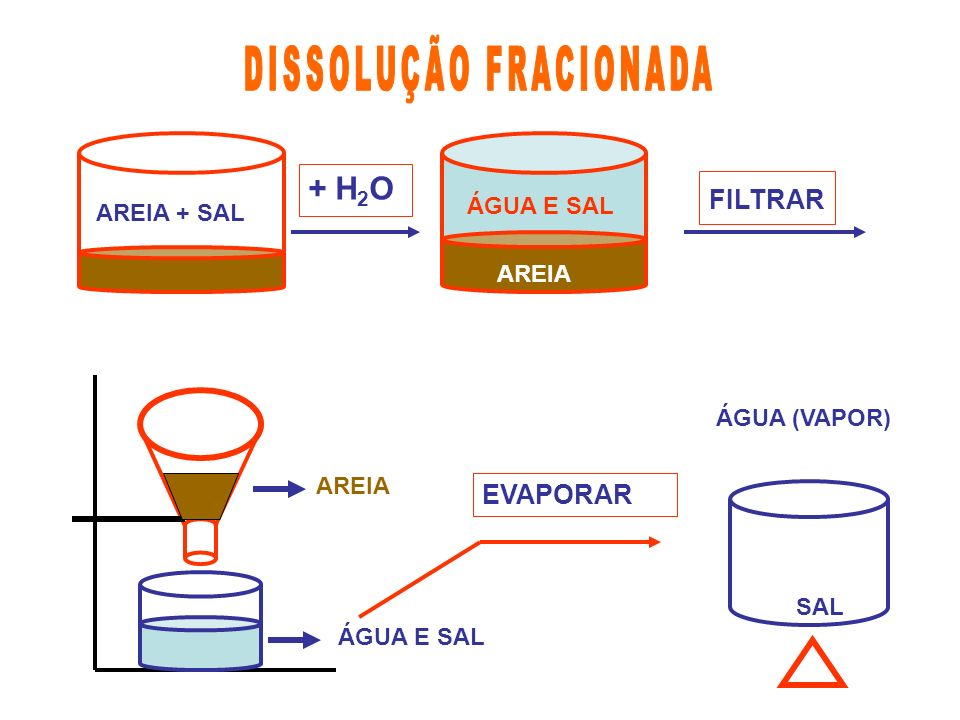 DISSOLUÇÃO FRACIONADA
AREIA + SAL
+ H₂O
ÁGUA E SAL
AREIA
FILTRAR
AREIA
ÁGUA E SAL
EVAPORAR
ÁGUA (VAPOR)
SAL